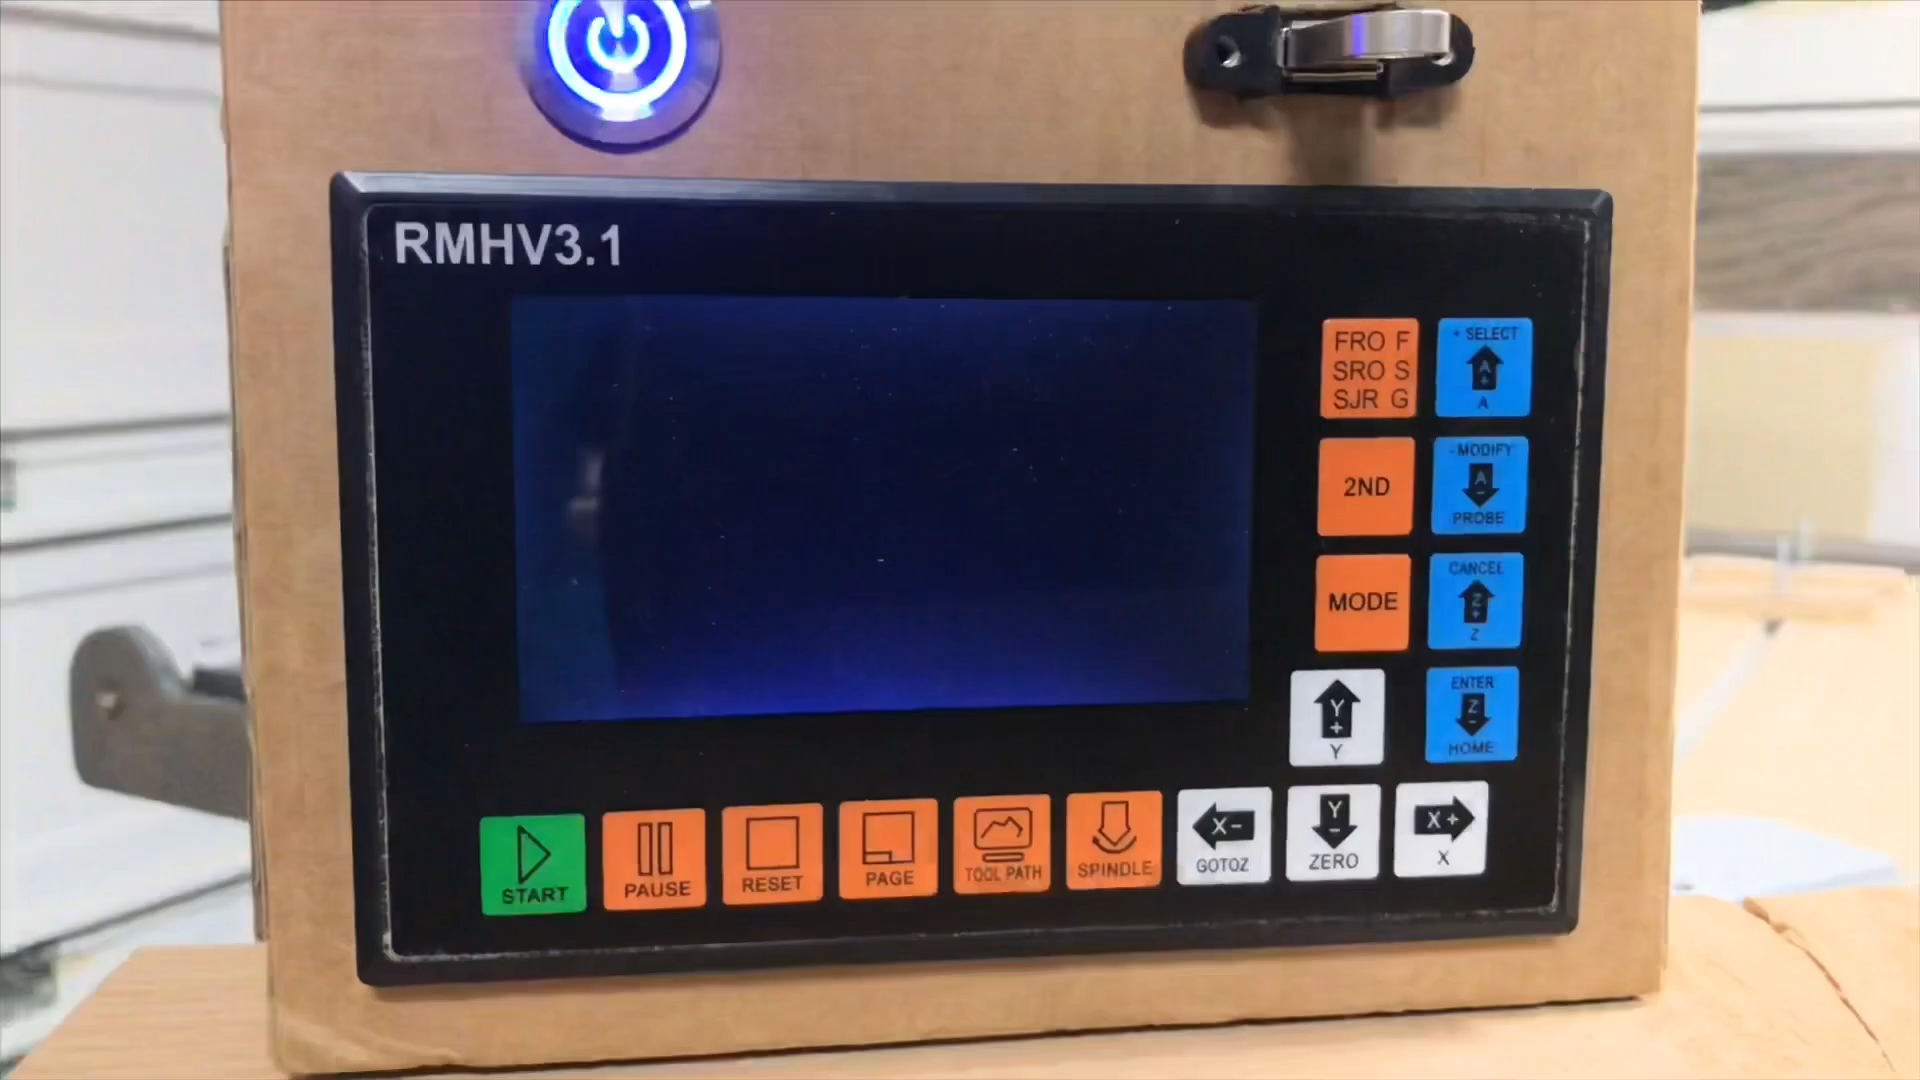 RMHV3.1
FRO F
SRO S
SJR G
+ SELECT
A
+
A
2ND
-MODIFY
A
-
PROBE
MODE
CANCEL
Z
+
Z
Y
+
Y
ENTER
Z
-
HOME
START
PAUSE
RESET
PAGE
TOOL PATH
SPINDLE
X-
GOTOZ
Y
-
ZERO
X+
X